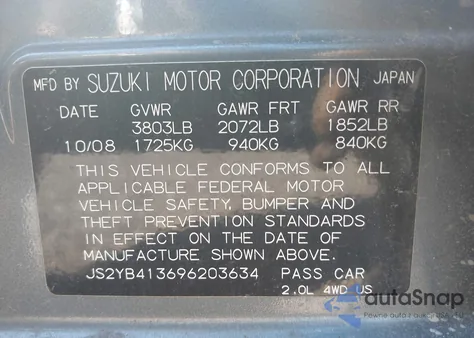 MFD BY SUZUKI MOTOR CORPORATION JAPAN
DATE GVWR GAWR FRT GAWR RR
3803LB 2072LB 1852LB
10/08 1725KG 940KG 840KG
THIS VEHICLE CONFORMS TO ALL
APPLICABLE FEDERAL MOTOR
VEHICLE SAFETY, BUMPER AND
THEFT PREVENTION STANDARDS
IN EFFECT ON THE DATE OF
MANUFACTURE SHOWN ABOVE.
JS2YB413696203634 PASS CAR
2.0L 4WD US
autoSnap